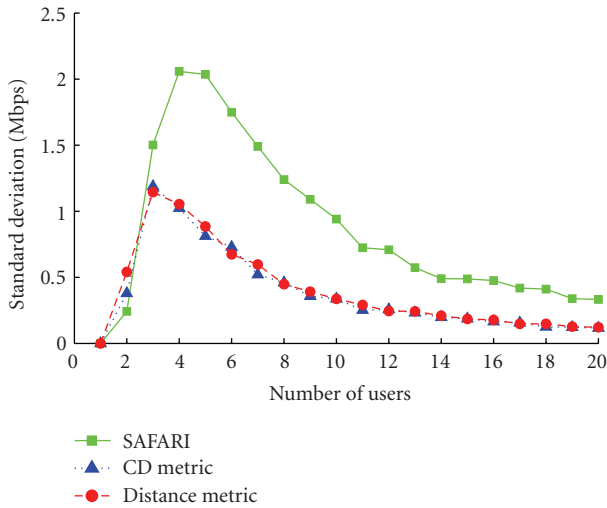 2.5
2
1.5
1
0.5
0
Standard deviation (Mbps)
0 2 4 6 8 10 12 14 16 18 20
Number of users
SAFARI
CD metric
Distance metric